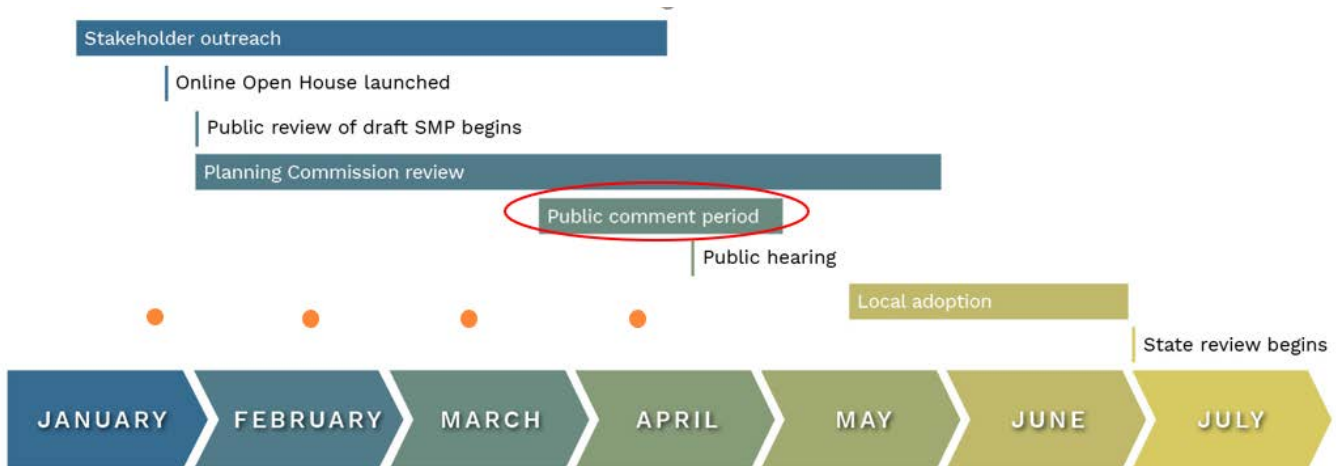 Stakeholder outreach
Online Open House launched
Public review of draft SMP begins
Planning Commission review
Public comment period
Public hearing
Local adoption
State review begins
JANUARY FEBRUARY MARCH APRIL MAY JUNE JULY